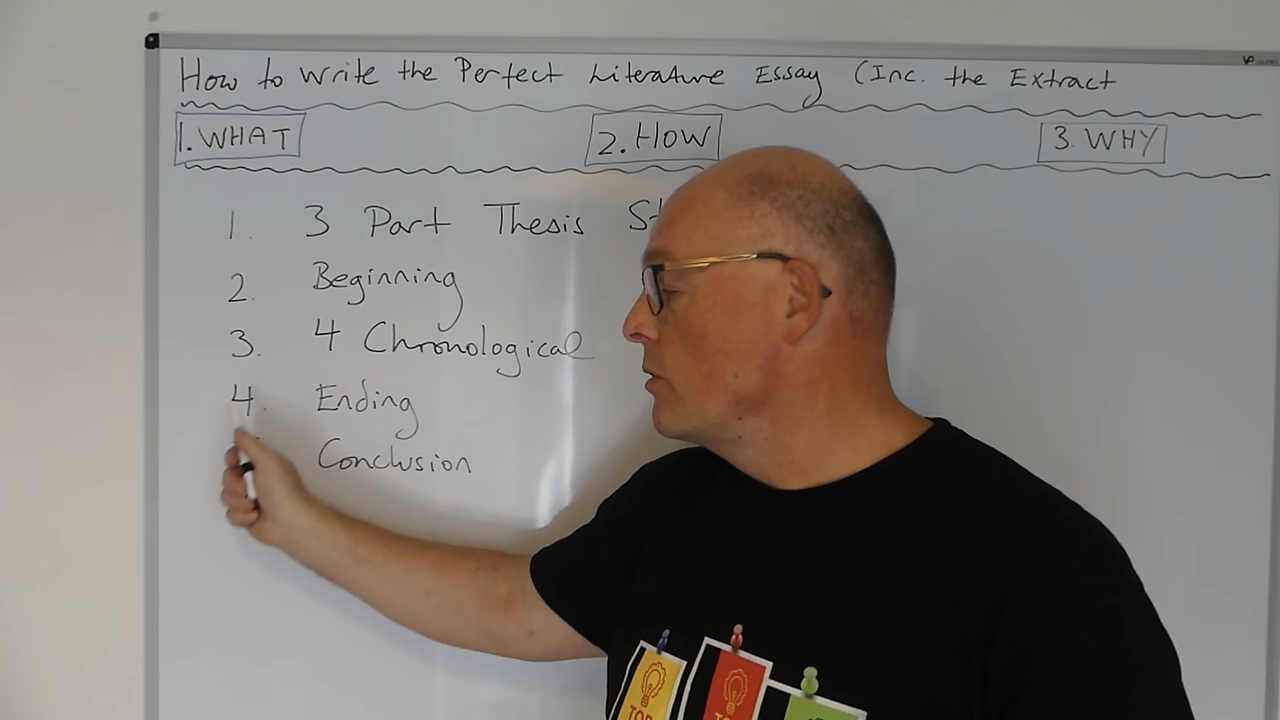 How to Write the Perfect Literature Essay (Inc. the Extract
1. WHAT 2. HOW 3. WHY
1. 3 Part Thesis
2. Beginning
3. 4 Chronological
4. Ending
Conclusion